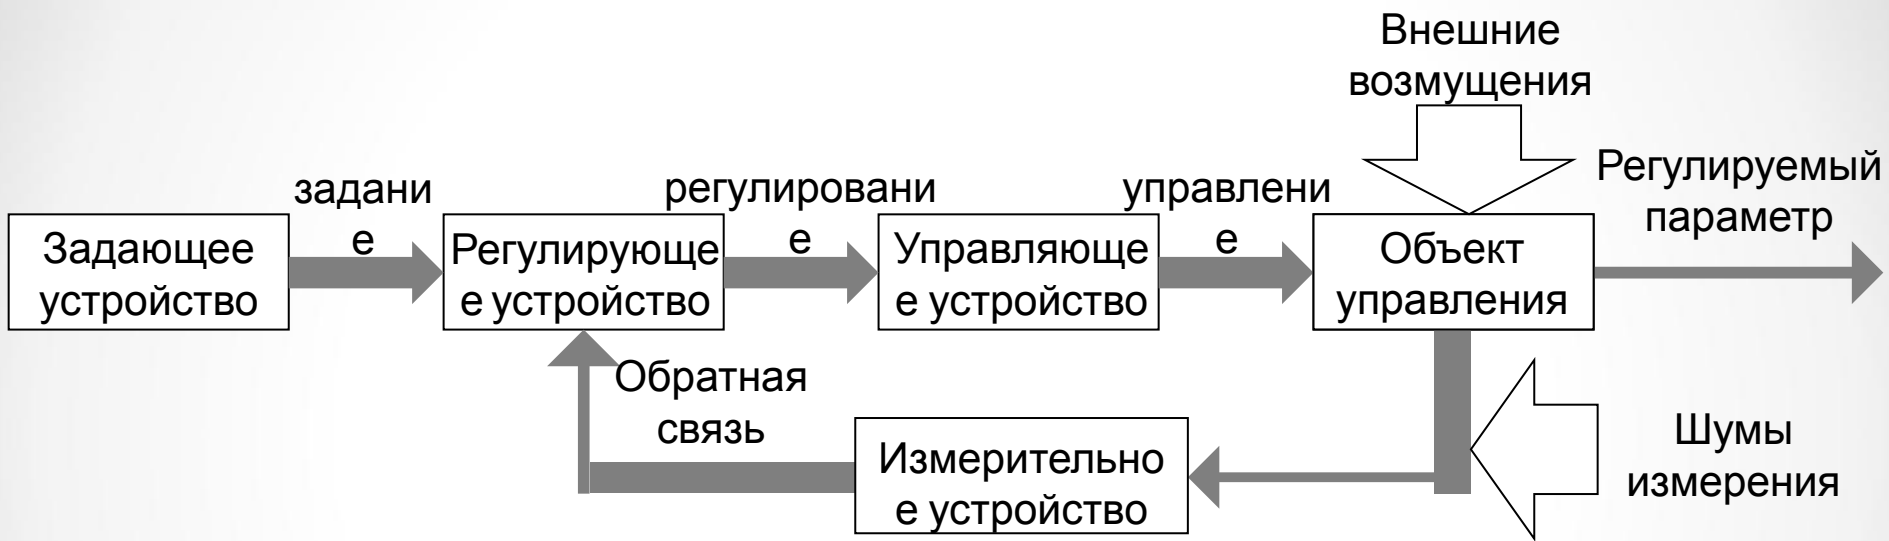 Внешние
возмущения
задани
е
регулировани
е
управлени
е
Регулируемый
параметр
Задающее
устройство
Регулирующе
е устройство
Управляюще
е устройство
Объект
управления
Обратная
связь
Измерительно
е устройство
Шумы
измерения